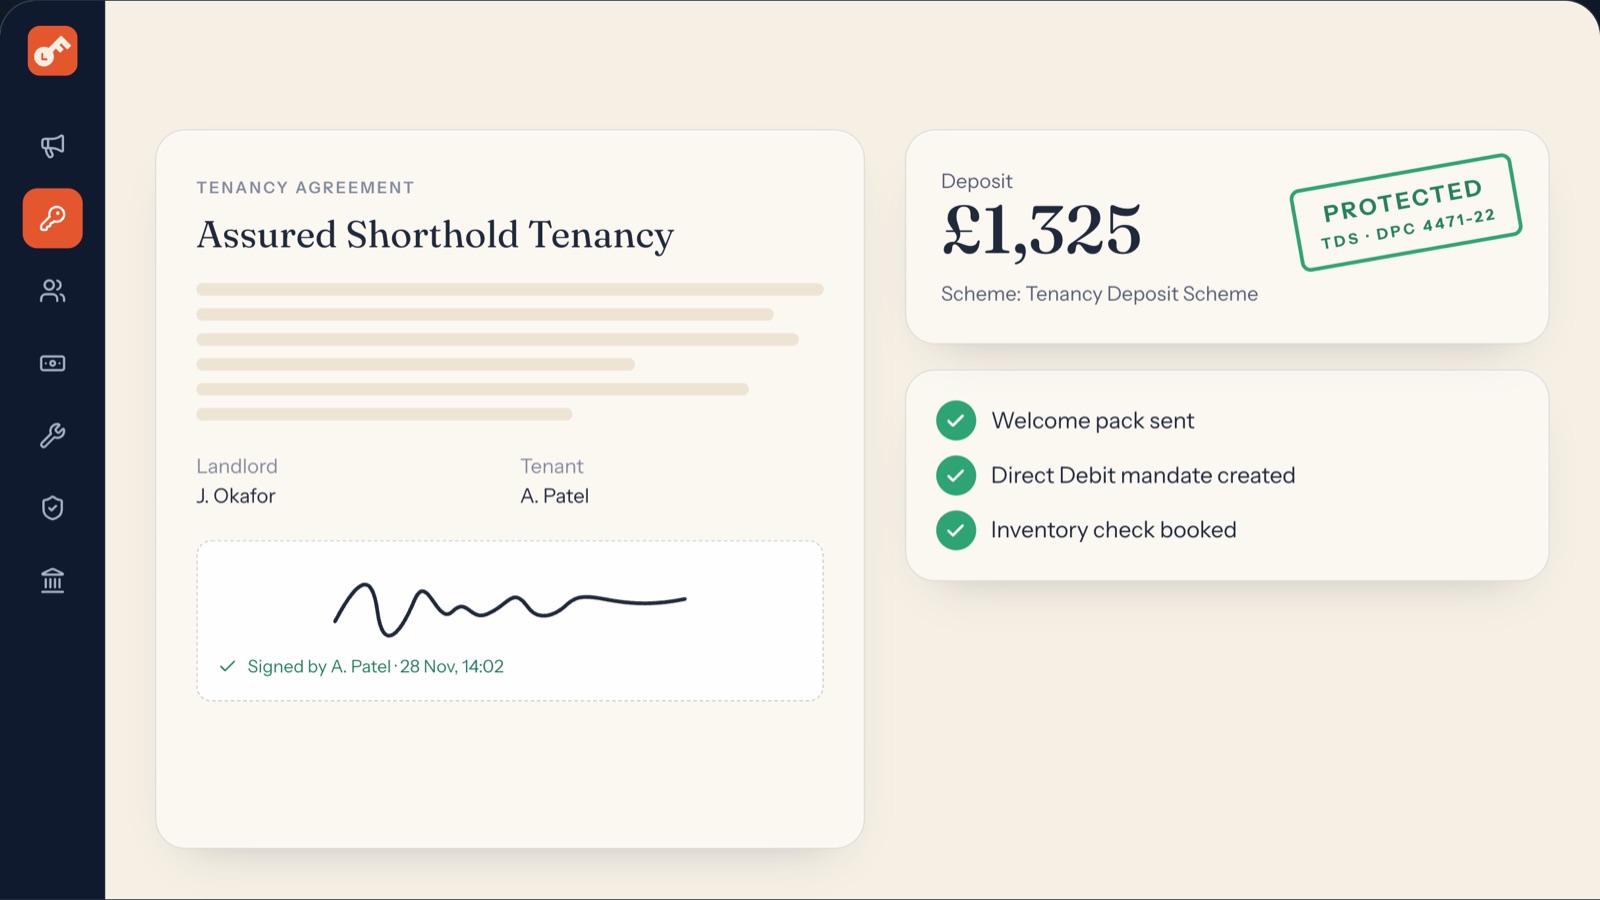 L
TENANCY AGREEMENT
Assured Shorthold Tenancy
Landlord
J. Okafor
Tenant
A. Patel
Signed by A. Patel · 28 Nov, 14:02
Deposit
£1,325
Scheme: Tenancy Deposit Scheme
PROTECTED
TDS · DPC 4471-22
Welcome pack sent
Direct Debit mandate created
Inventory check booked